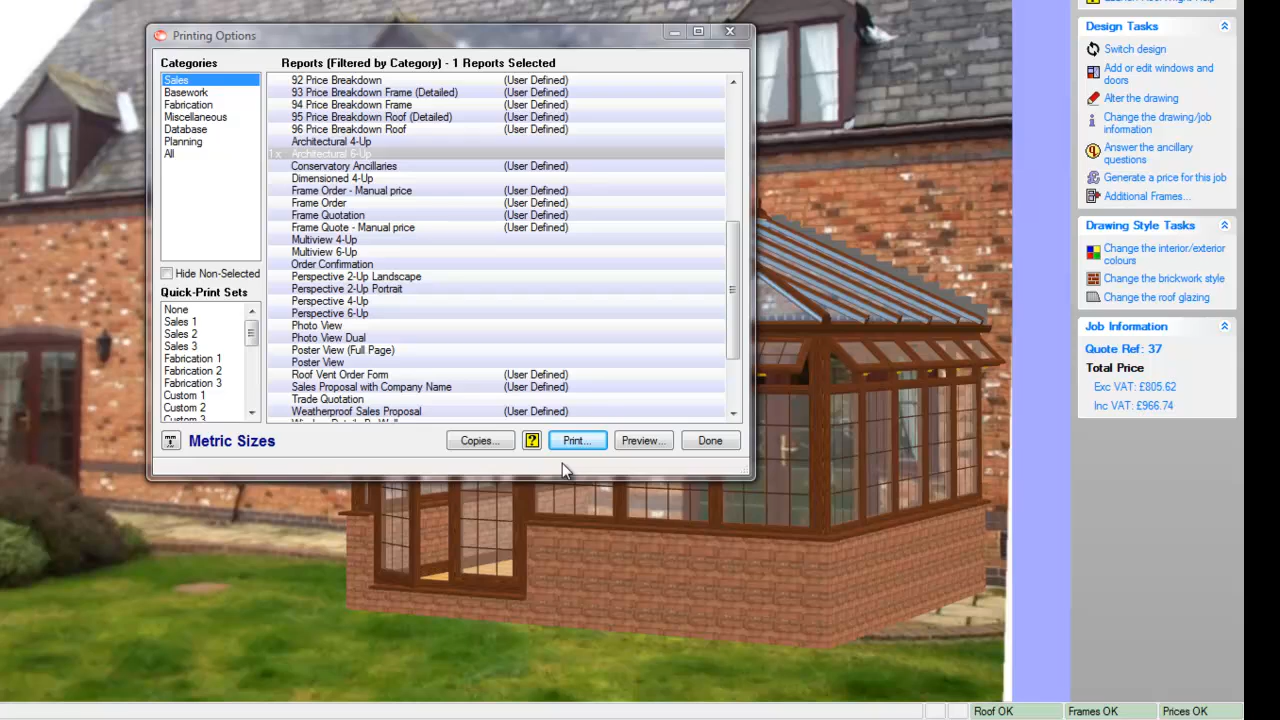 Printing Options
Categories
Sales
Basework
Fabrication
Miscellaneous
Database
Planning
All
Hide Non-Selected
Quick-Print Sets
None
Sales 1
Sales 2
Sales 3
Fabrication 1
Fabrication 2
Fabrication 3
Custom 1
Custom 2
Custom 3
Reports (Filtered by Category) - 1 Reports Selected
92 Price Breakdown (User Defined)
93 Price Breakdown Frame (Detailed) (User Defined)
94 Price Breakdown Frame (User Defined)
95 Price Breakdown Roof (Detailed) (User Defined)
96 Price Breakdown Roof (User Defined)
Architectural 4-Up
1 x Architectural 6-Up
Conservatory Ancillaries (User Defined)
Dimensioned 4-Up
Frame Order - Manual price (User Defined)
Frame Order (User Defined)
Frame Quotation (User Defined)
Frame Quote - Manual price (User Defined)
Multiview 4-Up
Multiview 6-Up
Order Confirmation
Perspective 2-Up Landscape
Perspective 2-Up Portrait
Perspective 4-Up
Perspective 6-Up
Photo View
Photo View Dual
Poster View (Full Page)
Poster View
Roof Vent Order Form (User Defined)
Sales Proposal with Company Name (User Defined)
Trade Quotation
Weatherproof Sales Proposal (User Defined)
Metric Sizes
Copies...
?
Print...
Preview...
Done
Design Tasks
Switch design
Add or edit windows and
doors
Alter the drawing
Change the drawing/job
information
Answer the ancillary
questions
Generate a price for this job
Additional Frames...
Drawing Style Tasks
Change the interior/exterior
colours
Change the brickwork style
Change the roof glazing
Job Information
Quote Ref: 37
Total Price
Exc VAT: £805.62
Inc VAT: £966.74
Roof OK
Frames OK
Prices OK